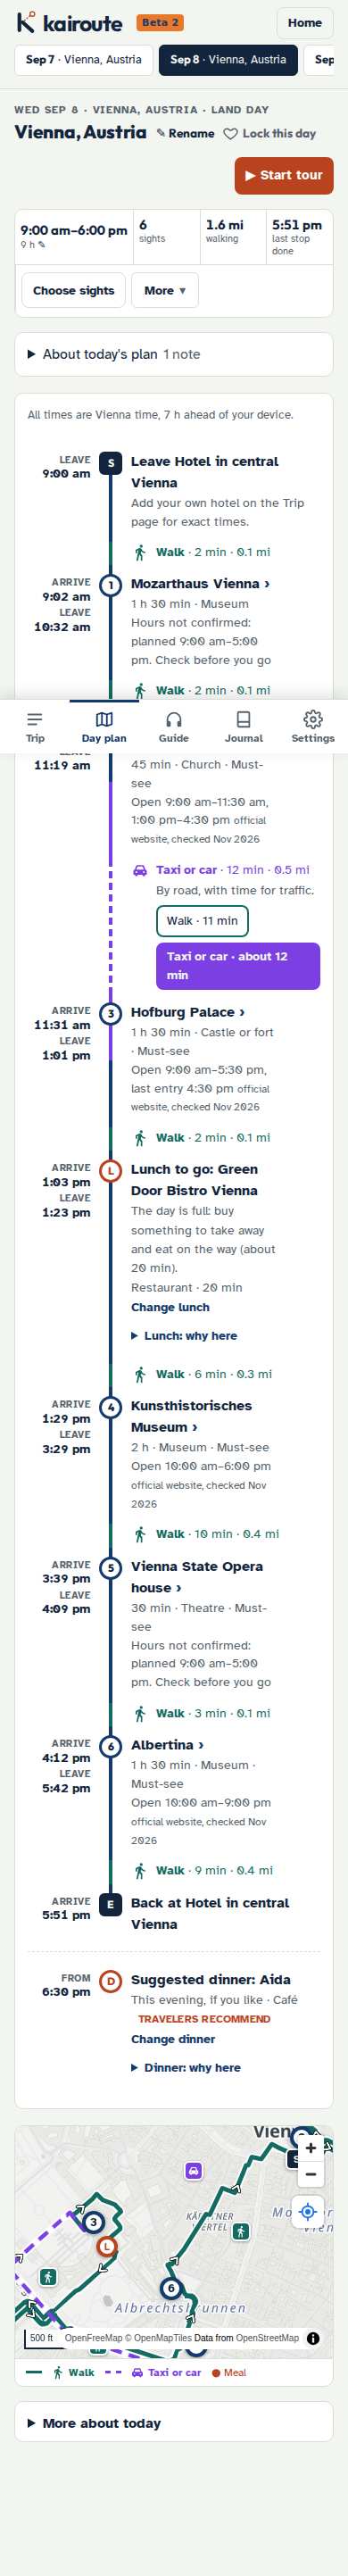 kairoute Beta 2 Home
Sep 7 · Vienna, Austria Sep 8 · Vienna, Austria Sep
WED SEP 8 · VIENNA, AUSTRIA · LAND DAY
Vienna, Austria ✎ Rename Lock this day
▶ Start tour
9:00 am–6:00 pm
9 h ✎
6
sights
1.6 mi
walking
5:51 pm
last stop
done
Choose sights More ▾
▶ About today's plan 1 note
All times are Vienna time, 7 h ahead of your device.
LEAVE
9:00 am
S
Leave Hotel in central
Vienna
Add your own hotel on the Trip
page for exact times.
Walk · 2 min · 0.1 mi
ARRIVE
9:02 am
LEAVE
10:32 am
1
Mozarthaus Vienna ›
1 h 30 min · Museum
Hours not confirmed:
planned 9:00 am–5:00
pm. Check before you go
Walk · 2 min · 0.1 mi
Trip Day plan Guide Journal Settings
11:19 am
45 min · Church · Must-
see
Open 9:00 am–11:30 am,
1:00 pm–4:30 pm official
website, checked Nov 2026
Taxi or car · 12 min · 0.5 mi
By road, with time for traffic.
Walk · 11 min
Taxi or car · about 12
min
ARRIVE
11:31 am
LEAVE
1:01 pm
3
Hofburg Palace ›
1 h 30 min · Castle or fort
· Must-see
Open 9:00 am–5:30 pm,
last entry 4:30 pm official
website, checked Nov 2026
Walk · 2 min · 0.1 mi
ARRIVE
1:03 pm
LEAVE
1:23 pm
L
Lunch to go: Green
Door Bistro Vienna
The day is full: buy
something to take away
and eat on the way (about
20 min).
Restaurant · 20 min
Change lunch
▶ Lunch: why here
Walk · 6 min · 0.3 mi
ARRIVE
1:29 pm
LEAVE
3:29 pm
4
Kunsthistorisches
Museum ›
2 h · Museum · Must-see
Open 10:00 am–6:00 pm
official website, checked Nov
2026
Walk · 10 min · 0.4 mi
ARRIVE
3:39 pm
LEAVE
4:09 pm
5
Vienna State Opera
house ›
30 min · Theatre · Must-
see
Hours not confirmed:
planned 9:00 am–5:00
pm. Check before you go
Walk · 3 min · 0.1 mi
ARRIVE
4:12 pm
LEAVE
5:42 pm
6
Albertina ›
1 h 30 min · Museum ·
Must-see
Open 10:00 am–9:00 pm
official website, checked Nov
2026
Walk · 9 min · 0.4 mi
ARRIVE
5:51 pm
E
Back at Hotel in central
Vienna
FROM
6:30 pm
D
Suggested dinner: Aida
This evening, if you like · Café
TRAVELERS RECOMMEND
Change dinner
▶ Dinner: why here
Vien
+
−
3
L
6
Albrechtsbrunnen
500 ft OpenFreeMap © OpenMapTiles Data from OpenStreetMap
Walk Taxi or car Meal
▶ More about today